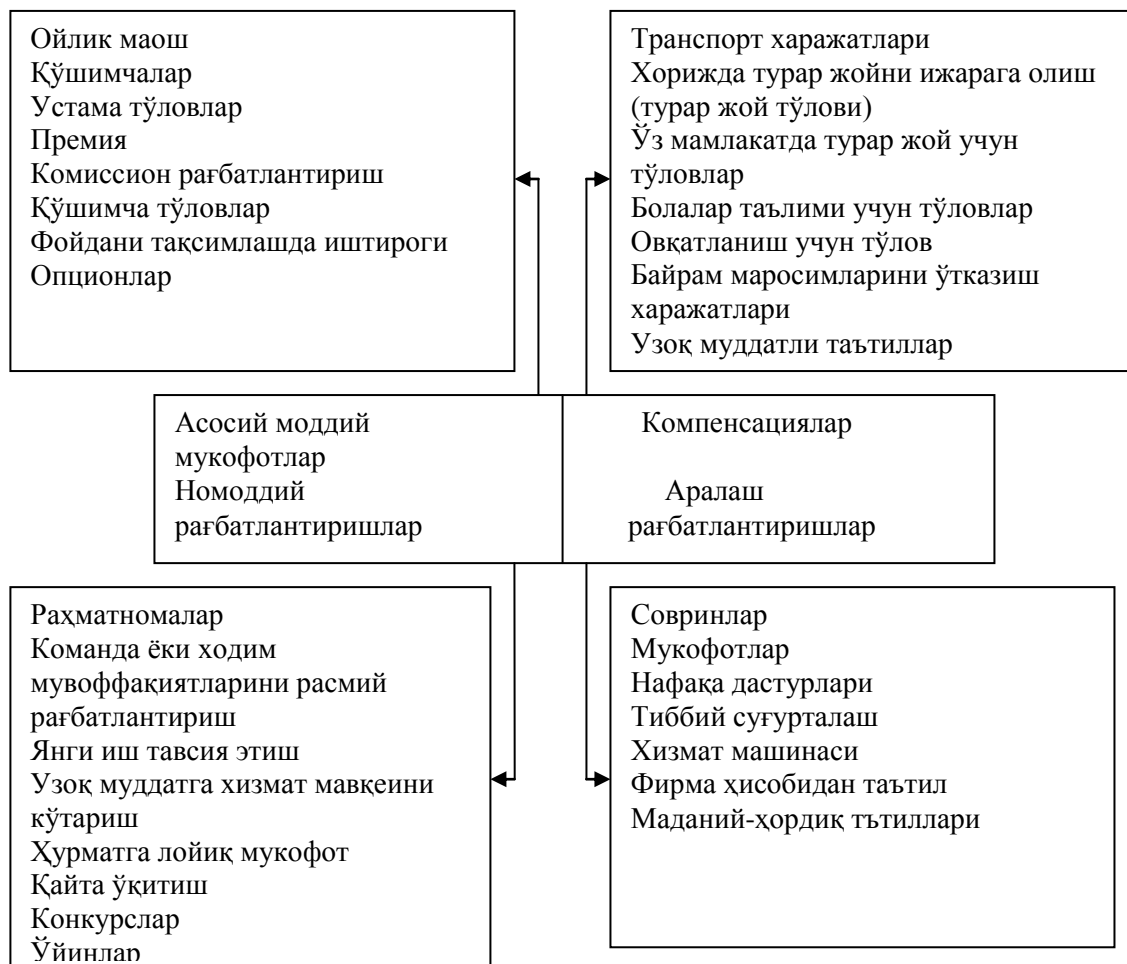 Ойлик маош
Қўшимчалар
Устама тўловлар
Премия
Комиссион рағбатлантириш
Қўшимча тўловлар
Фойдани тақсимлашда иштироги
Опционлар
Транспорт харажатлари
Хорижда турар жойни ижарага олиш
(турар жой тўлови)
Ўз мамлакатда турар жой учун
тўловлар
Болалар таълими учун тўловлар
Овқатланиш учун тўлов
Байрам маросимларини ўтказиш
харажатлари
Узоқ муддатли таътиллар
Асосий моддий
мукофотлар
Номоддий
рағбатлантиришлар
Компенсациялар
Аралаш
рағбатлантиришлар
Раҳматномалар
Команда ёки ходим
мувоффақиятларини расмий
рағбатлантириш
Янги иш тавсия этиш
Узоқ муддатга хизмат мавқеини
кўтариш
Ҳурматга лойиқ мукофот
Қайта ўқитиш
Конкурслар
Ўйинлар
Совринлар
Мукофотлар
Нафақа дастурлари
Тиббий суғурталаш
Хизмат машинаси
Фирма ҳисобидан таътил
Маданий-ҳордиқ тътиллари